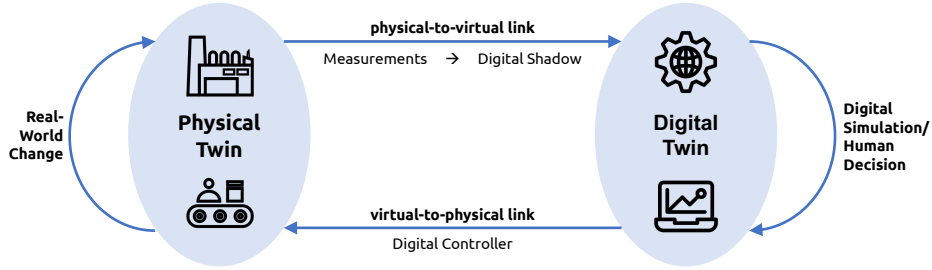 physical-to-virtual link
Measurements → Digital Shadow
Real-
World
Change
Physical
Twin
Digital
Twin
Digital
Simulation/
Human
Decision
virtual-to-physical link
Digital Controller